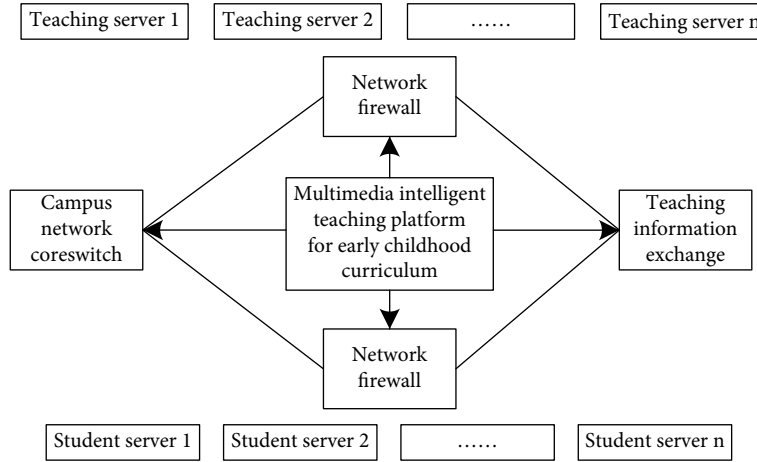 Teaching server 1
Teaching server 2
……
Teaching server n
Network
firewall
Campus
network
coreswitch
Multimedia intelligent
teaching platform
for early childhood
curriculum
Teaching
information
exchange
Network
firewall
Student server 1
Student server 2
……
Student server n